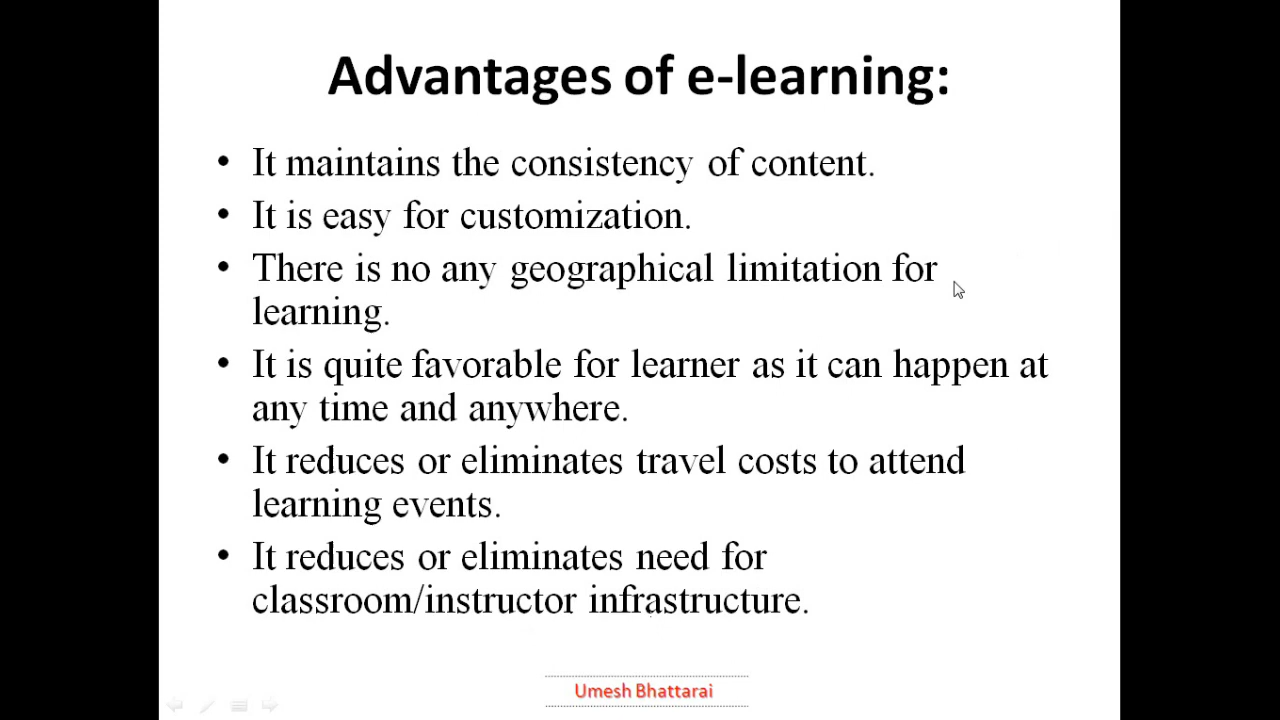 Advantages of e-learning:
• It maintains the consistency of content.
• It is easy for customization.
• There is no any geographical limitation for
learning.
• It is quite favorable for learner as it can happen at
any time and anywhere.
• It reduces or eliminates travel costs to attend
learning events.
• It reduces or eliminates need for
classroom/instructor infrastructure.
Umesh Bhattarai